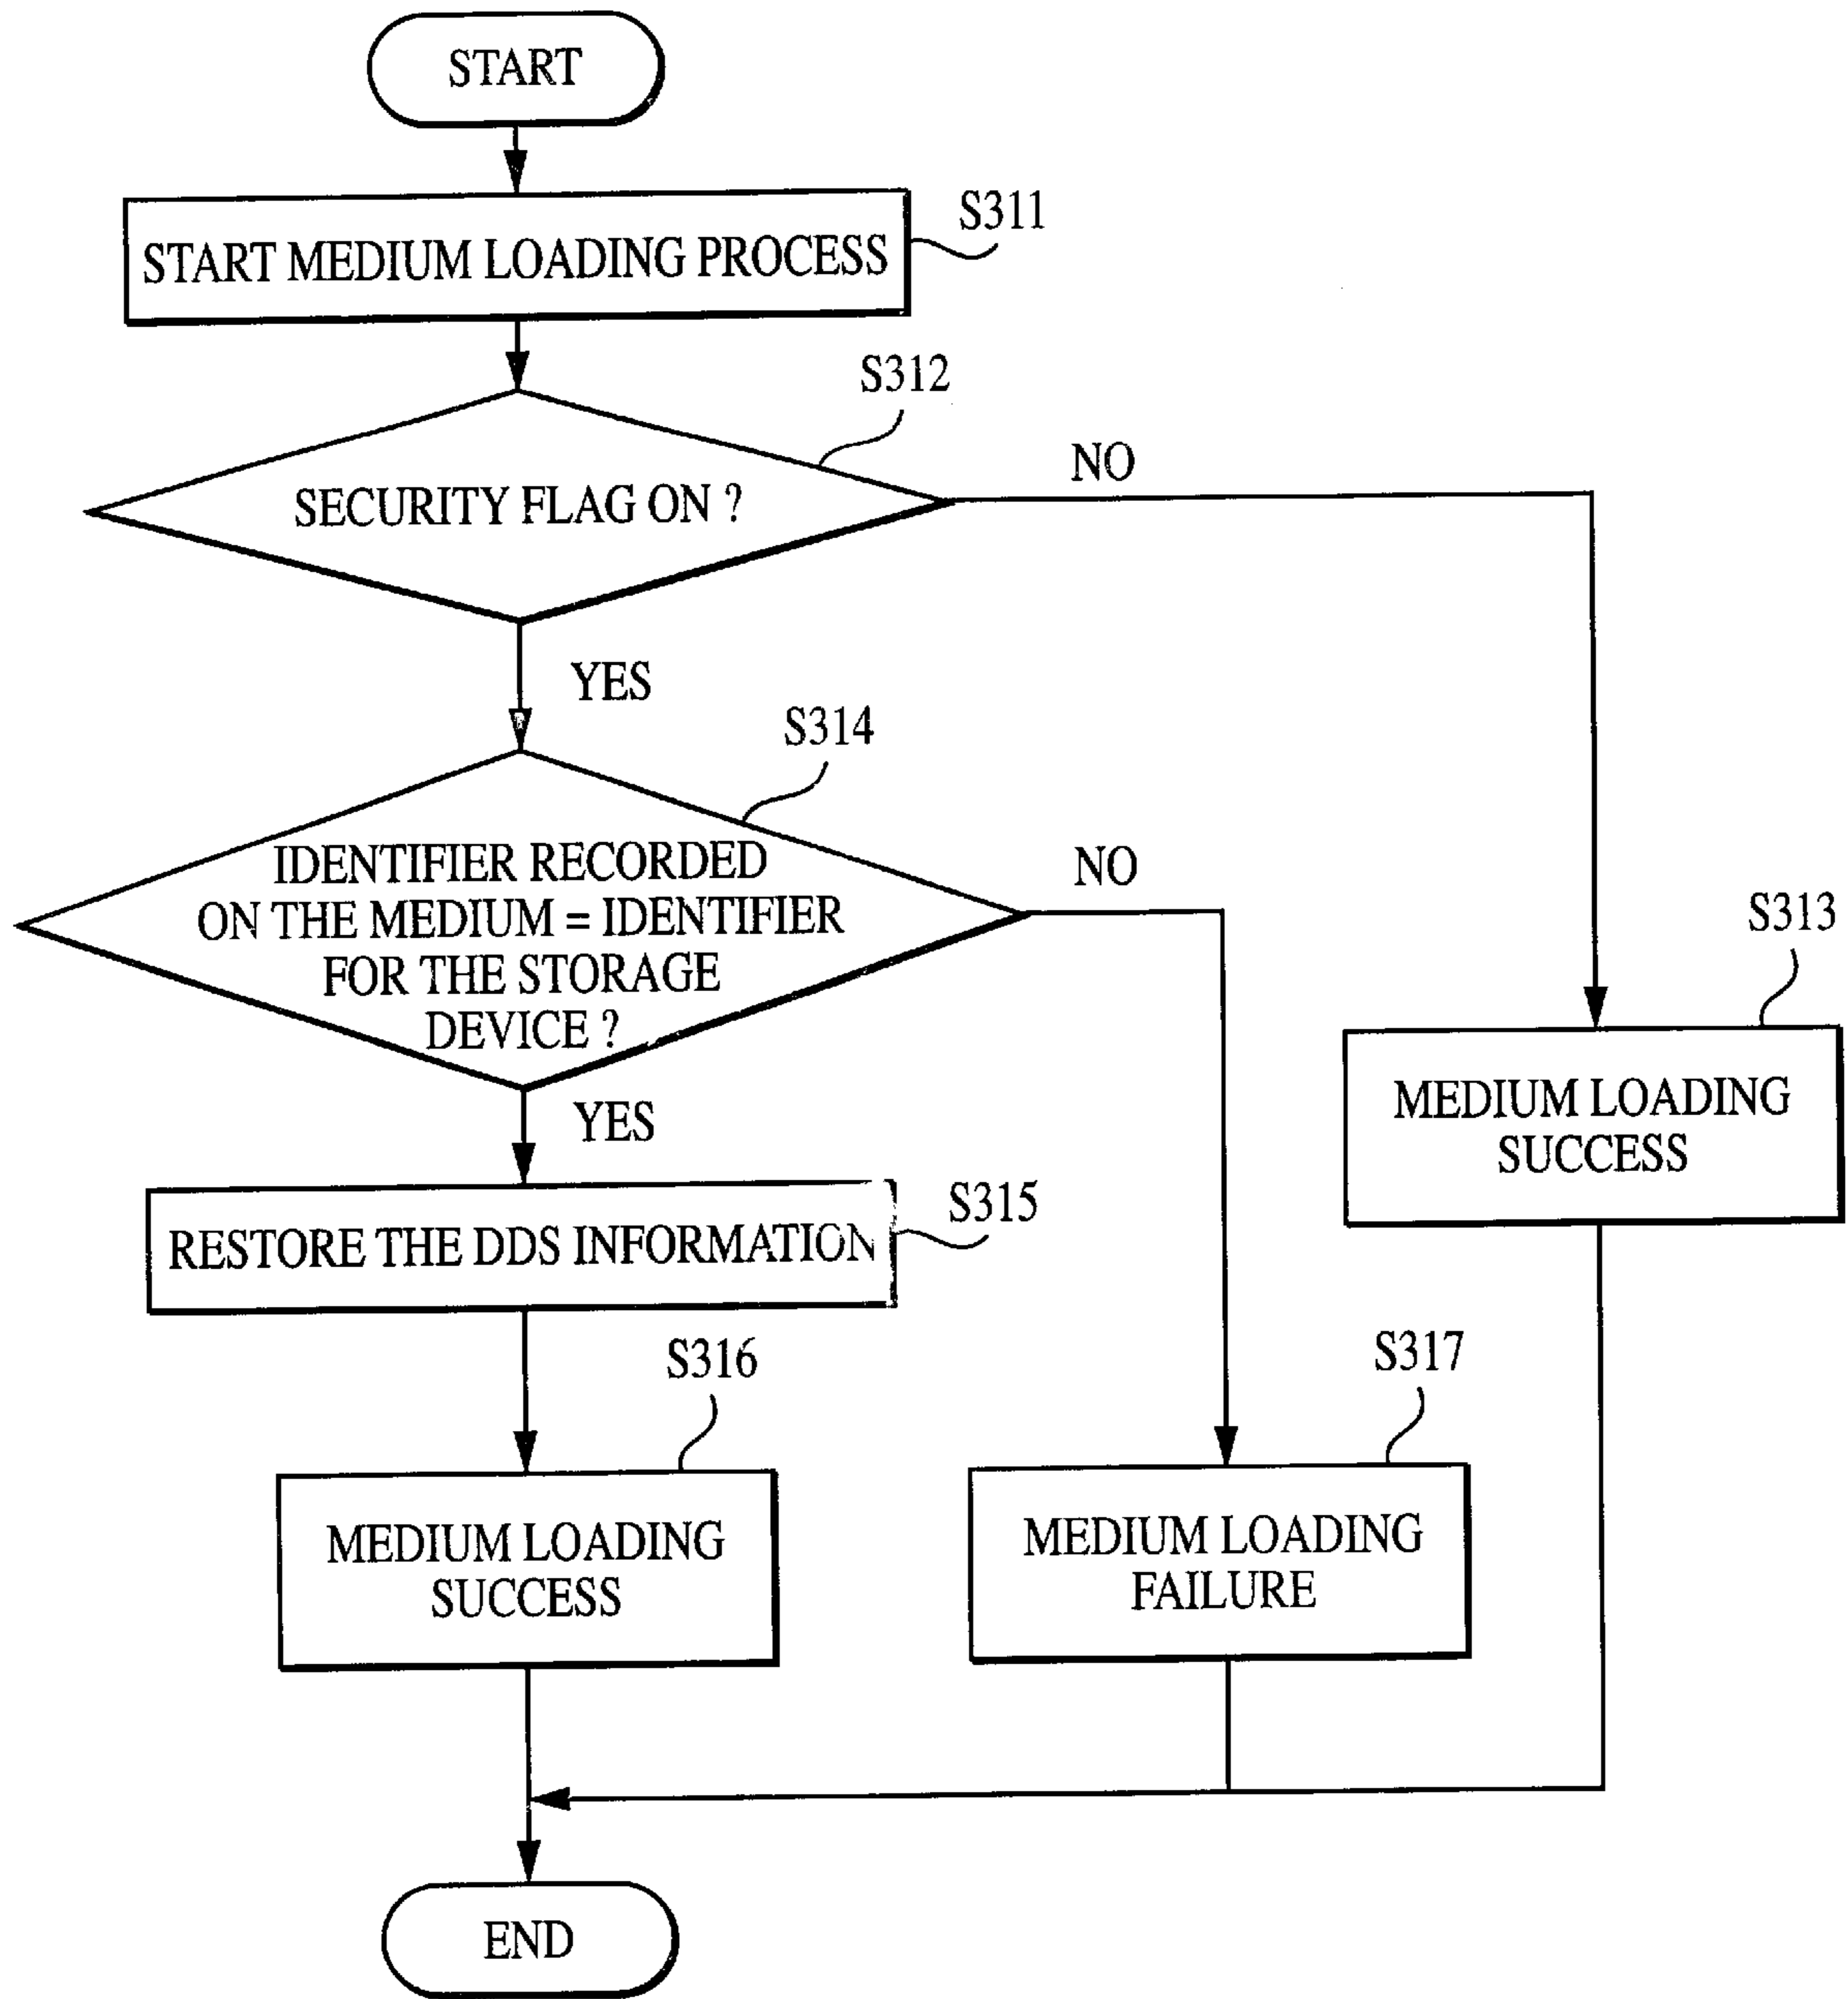 START
S311
START MEDIUM LOADING PROCESS
S312
NO
SECURITY FLAG ON ?
YES
S314
IDENTIFIER RECORDED
ON THE MEDIUM = IDENTIFIER
FOR THE STORAGE
DEVICE ?
NO
S313
MEDIUM LOADING
SUCCESS
YES
S315
RESTORE THE DDS INFORMATION
S316
MEDIUM LOADING
SUCCESS
S317
MEDIUM LOADING
FAILURE
END